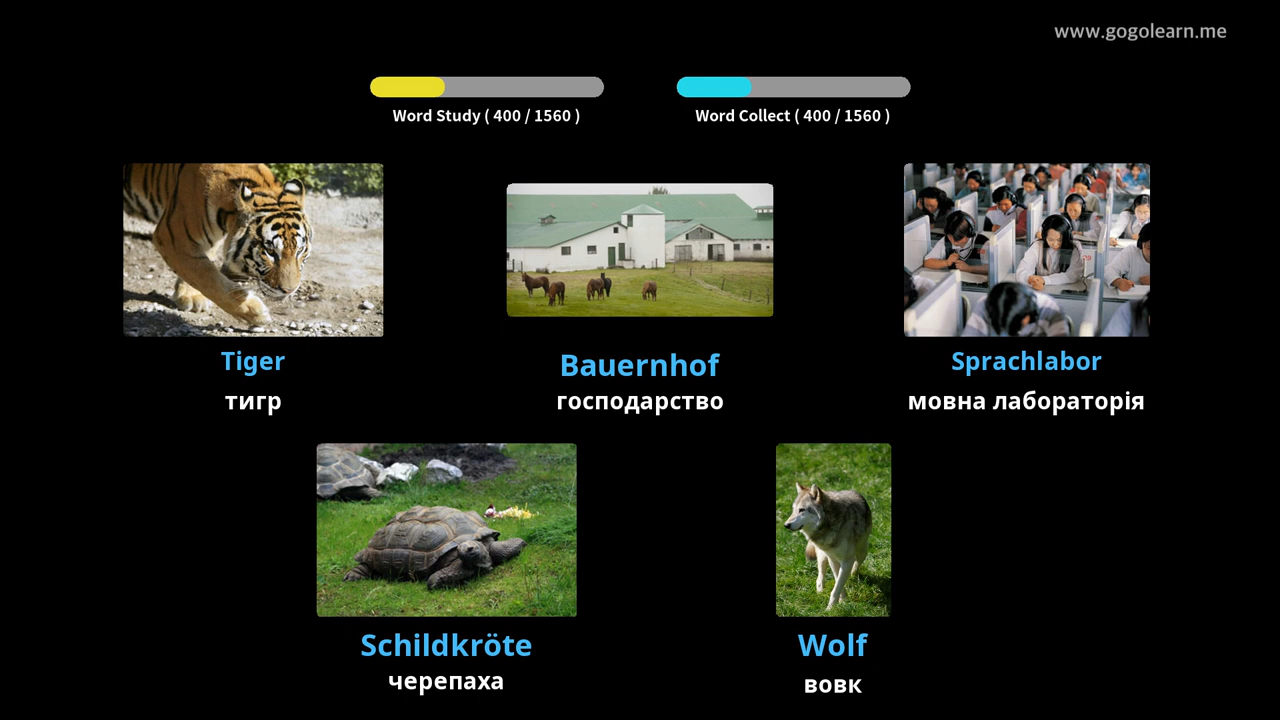 www.gogolearn.me
Word Study ( 400 / 1560 )
Word Collect ( 400 / 1560 )
Tiger
тигр
Bauernhof
господарство
Sprachlabor
мовна лабораторія
Schildkröte
черепаха
Wolf
вовк